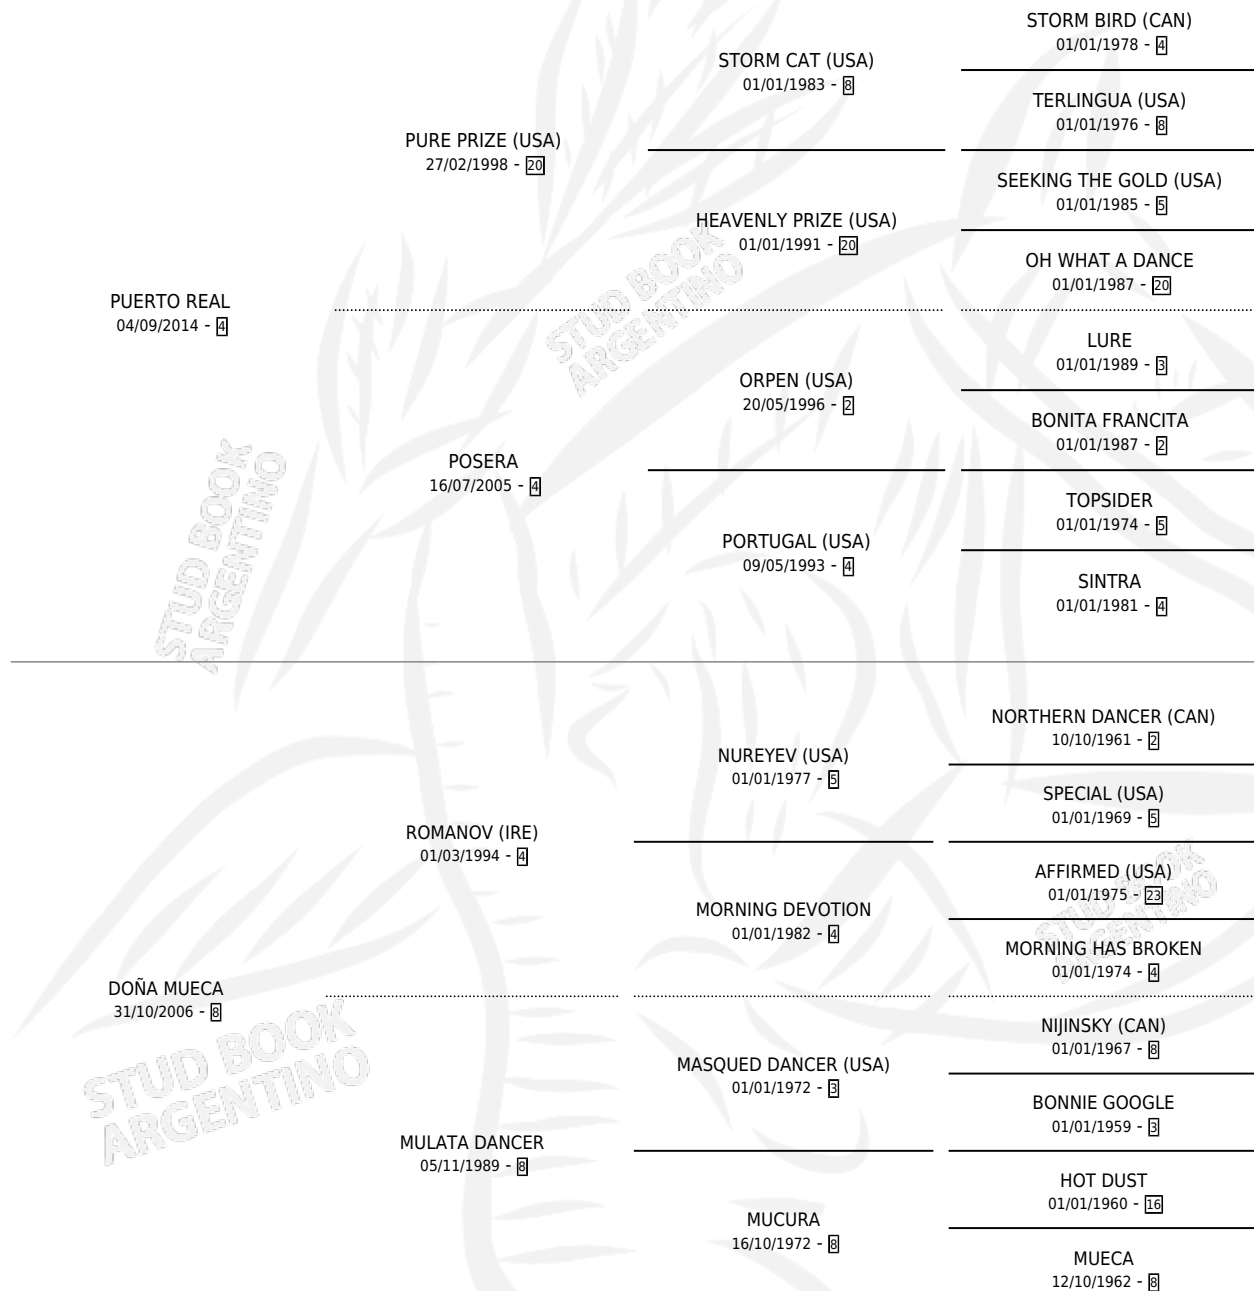 STORM BIRD (CAN)
01/01/1978 - 4
STORM CAT (USA)
01/01/1983 - 8
TERLINGUA (USA)
01/01/1976 - 8
PURE PRIZE (USA)
27/02/1998 - 20
SEEKING THE GOLD (USA)
01/01/1985 - 5
HEAVENLY PRIZE (USA)
01/01/1991 - 20
OH WHAT A DANCE
01/01/1987 - 20
PUERTO REAL
04/09/2014 - 4
STUD BOOK
ARGENTINO
LURE
01/01/1989 - 3
ORPEN (USA)
20/05/1996 - 2
BONITA FRANCITA
01/01/1987 - 2
POSERA
16/07/2005 - 4
TOPSIDER
01/01/1974 - 5
PORTUGAL (USA)
09/05/1993 - 4
SINTRA
01/01/1981 - 4
STUD BOOK
ARGENTINO
NORTHERN DANCER (CAN)
10/10/1961 - 2
NUREYEV (USA)
01/01/1977 - 5
SPECIAL (USA)
01/01/1969 - 5
ROMANOV (IRE)
01/03/1994 - 4
AFFIRMED (USA)
01/01/1975 - 23
STUD BOOK
ARGENTINO
MORNING DEVOTION
01/01/1982 - 4
MORNING HAS BROKEN
01/01/1974 - 4
DOÑA MUECA
31/10/2006 - 8
STUD BOOK
ARGENTINO
NIJINSKY (CAN)
01/01/1967 - 8
MASQUED DANCER (USA)
01/01/1972 - 3
BONNIE GOOGLE
01/01/1959 - 3
MULATA DANCER
05/11/1989 - 8
HOT DUST
01/01/1960 - 16
MUCURA
16/10/1972 - 8
MUECA
12/10/1962 - 8